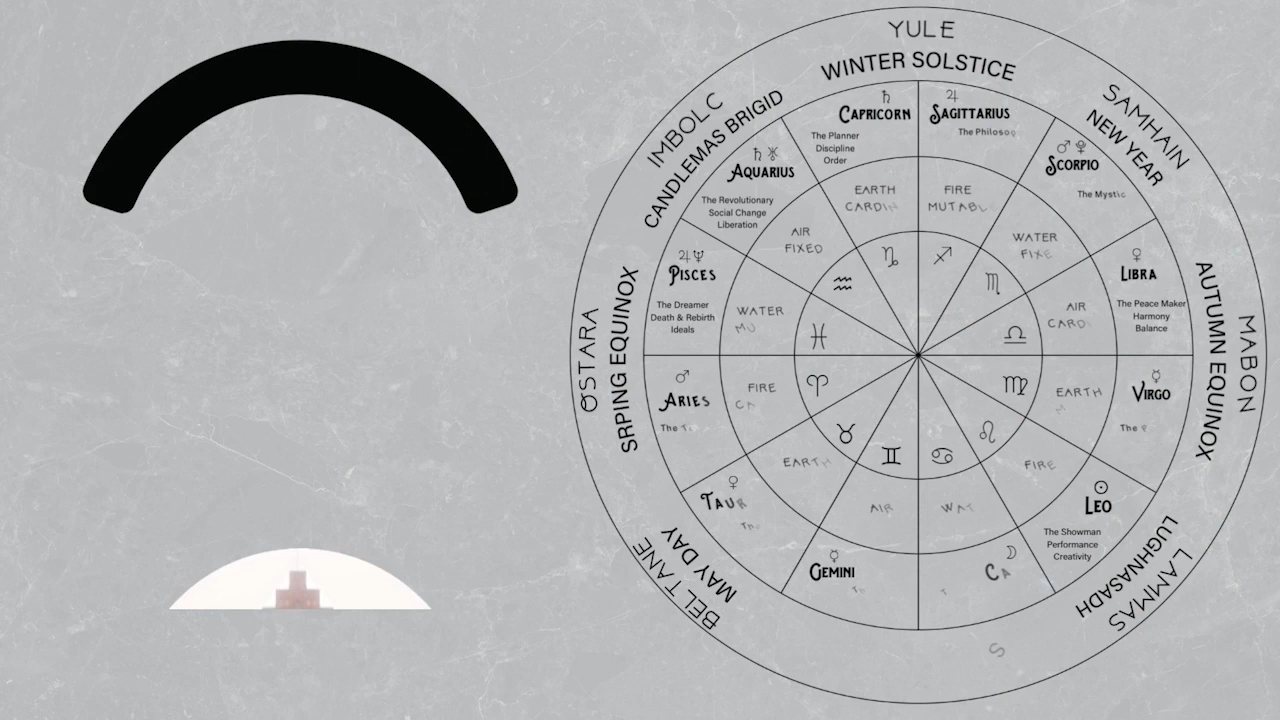 YULE
WINTER SOLSTICE
SAMHAIN
NEW YEAR
IMBOLC
CANDLEMAS BRIGID
CAPRICORN
The Planner
Discipline
Order
EARTH
SAGITTARIUS
The
FIRE
SCORPIO
The Mystic
WATER
AQUARIUS
The Revolutionary
Social Change
Liberation
AIR
FIXED
PISCES
The Dreamer
Death & Rebirth
Ideals
WATER
LIBRA
The Peace Maker
Harmony
Balance
AIR
OSTARA
SRPING EQUINOX
MABON
AUTUMN EQUINOX
ARIES
The
FIRE
VIRGO
The
EARTH
EARTH
LEO
The Showman
Performance
Creativity
FIRE
GEMINI
AIR
BELTANE
MAY DAY
LAMMAS
LUGHNASADH